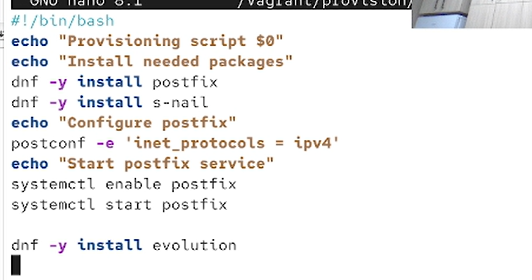 GNU nano 8.1 /vagrant/provision/
#!/bin/bash
echo "Provisioning script $0"
echo "Install needed packages"
dnf -y install postfix
dnf -y install s-nail
echo "Configure postfix"
postconf -e 'inet_protocols = ipv4'
echo "Start postfix service"
systemctl enable postfix
systemctl start postfix
dnf -y install evolution